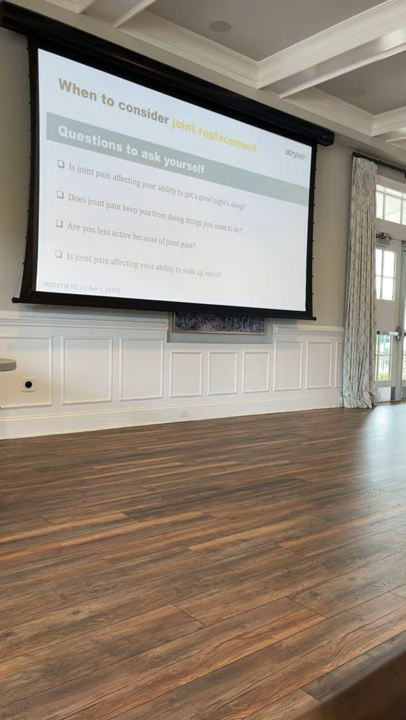 When to consider joint replacement
stryker
Questions to ask yourself
Is joint pain affecting your ability to get a good night's sleep?
Does joint pain keep you from doing things you want to do?
Are you less active because of joint pain?
Is joint pain affecting your ability to walk up stairs?